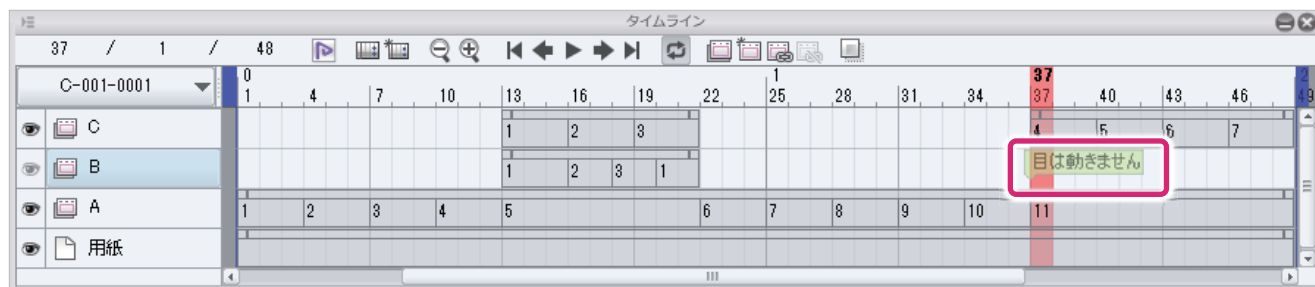 タイムライン
37 / 1 / 48
C-001-0001
0 1 37 2
1 4 7 10 13 16 19 22 25 28 31 34 37 40 43 46 49
C 1 2 3 4 5 6 7
B 1 2 3 1 目は動きません
A 1 2 3 4 5 6 7 8 9 10 11
用紙